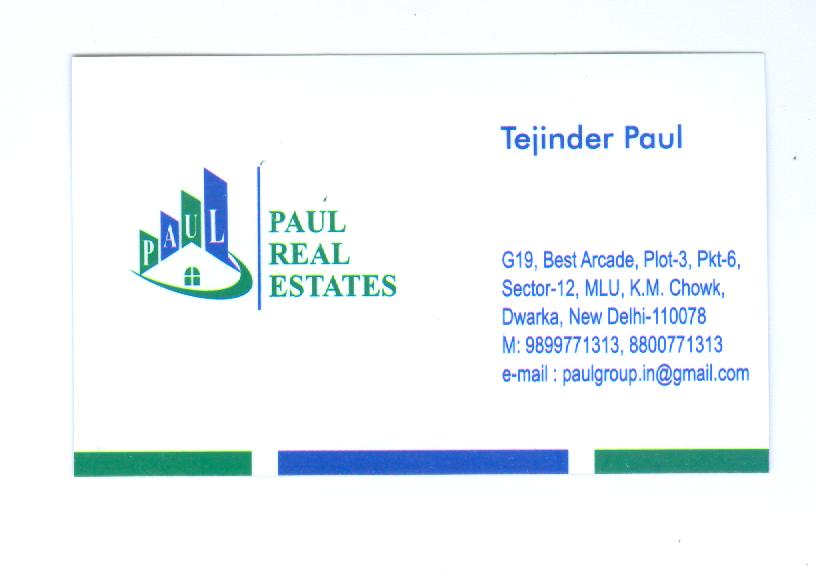 Tejinder Paul
PAUL
PAUL
REAL
ESTATES
G19, Best Arcade, Plot-3, Pkt-6,
Sector-12, MLU, K.M. Chowk,
Dwarka, New Delhi-110078
M: 9899771313, 8800771313
e-mail : paulgroup.in@gmail.com